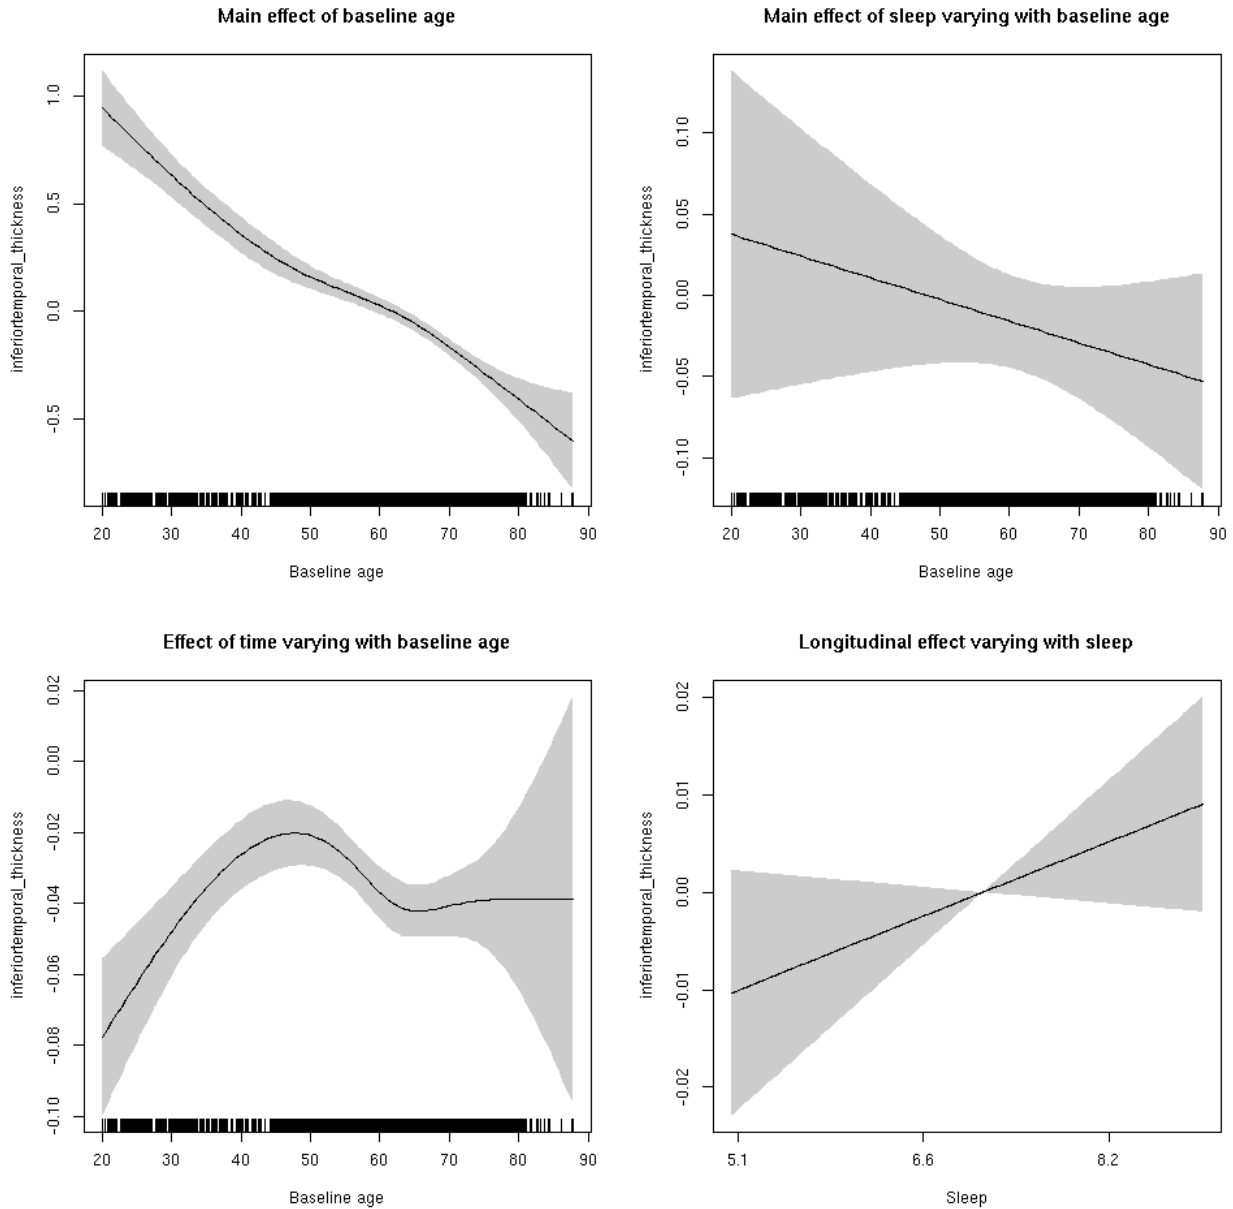 Main effect of baseline age
inferiortemporal_thickness
1.0
0.5
0.0
-0.5
20 30 40 50 60 70 80 90
Baseline age
Main effect of sleep varying with baseline age
inferiortemporal_thickness
0.10
0.05
0.00
-0.05
-0.10
20 30 40 50 60 70 80 90
Baseline age
Effect of time varying with baseline age
inferiortemporal_thickness
0.02
0.00
-0.02
-0.04
-0.06
-0.08
-0.10
20 30 40 50 60 70 80 90
Baseline age
Longitudinal effect varying with sleep
inferiortemporal_thickness
0.02
0.01
0.00
-0.01
-0.02
5.1 6.6 8.2
Sleep